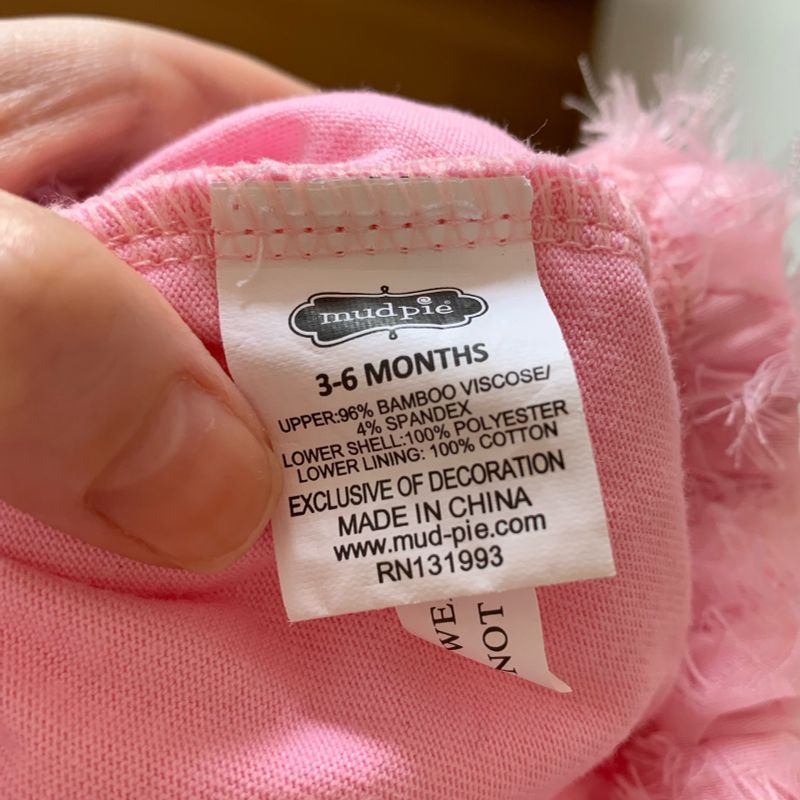 mudpie
3-6 MONTHS
UPPER:96% BAMBOO VISCOSE/
4% SPANDEX
LOWER SHELL:100% POLYESTER
LOWER LINING: 100% COTTON
EXCLUSIVE OF DECORATION
MADE IN CHINA
www.mud-pie.com
RN131993
NOT